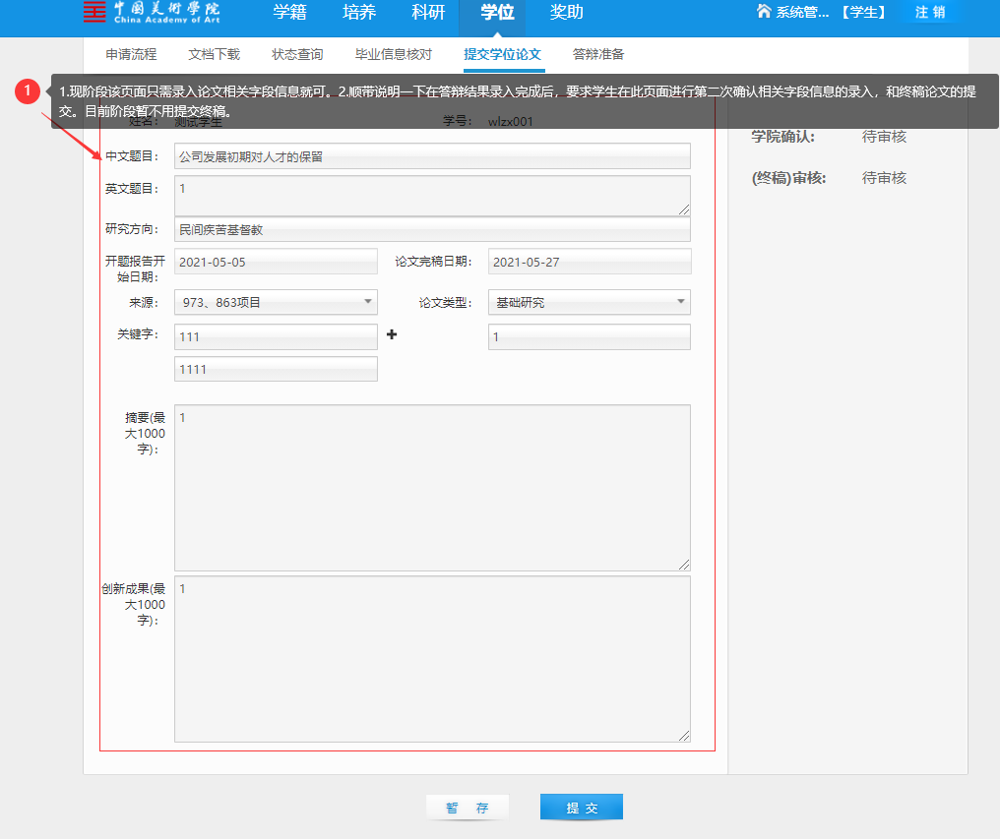 中国美術學院
China Academy of Art
学籍 培养 科研 学位 奖助 系统管... 【学生】 注 销
申请流程 文档下载 状态查询 毕业信息核对 提交学位论文 答辩准备
1
1.现阶段该页面只需录入论文相关字段信息就可。2.顺带说明一下在答辩结果录入完成后，要求学生在此页面进行第二次确认相关字段信息的录入，和终稿论文的提
交。目前阶段暂不用提交终稿。
姓名： 测试学生 学号： wlzx001
学院确认： 待审核
中文题目： 公司发展初期对人才的保留
(终稿)审核： 待审核
英文题目： 1
研究方向： 民间疾苦基督教
开题报告开
始日期： 2021-05-05 论文完稿日期： 2021-05-27
来源： 973、863项目 论文类型： 基础研究
关键字： 111 1
1111
摘要(最
大1000
字)： 1
创新成果(最
大1000
字)： 1
暂 存 提 交